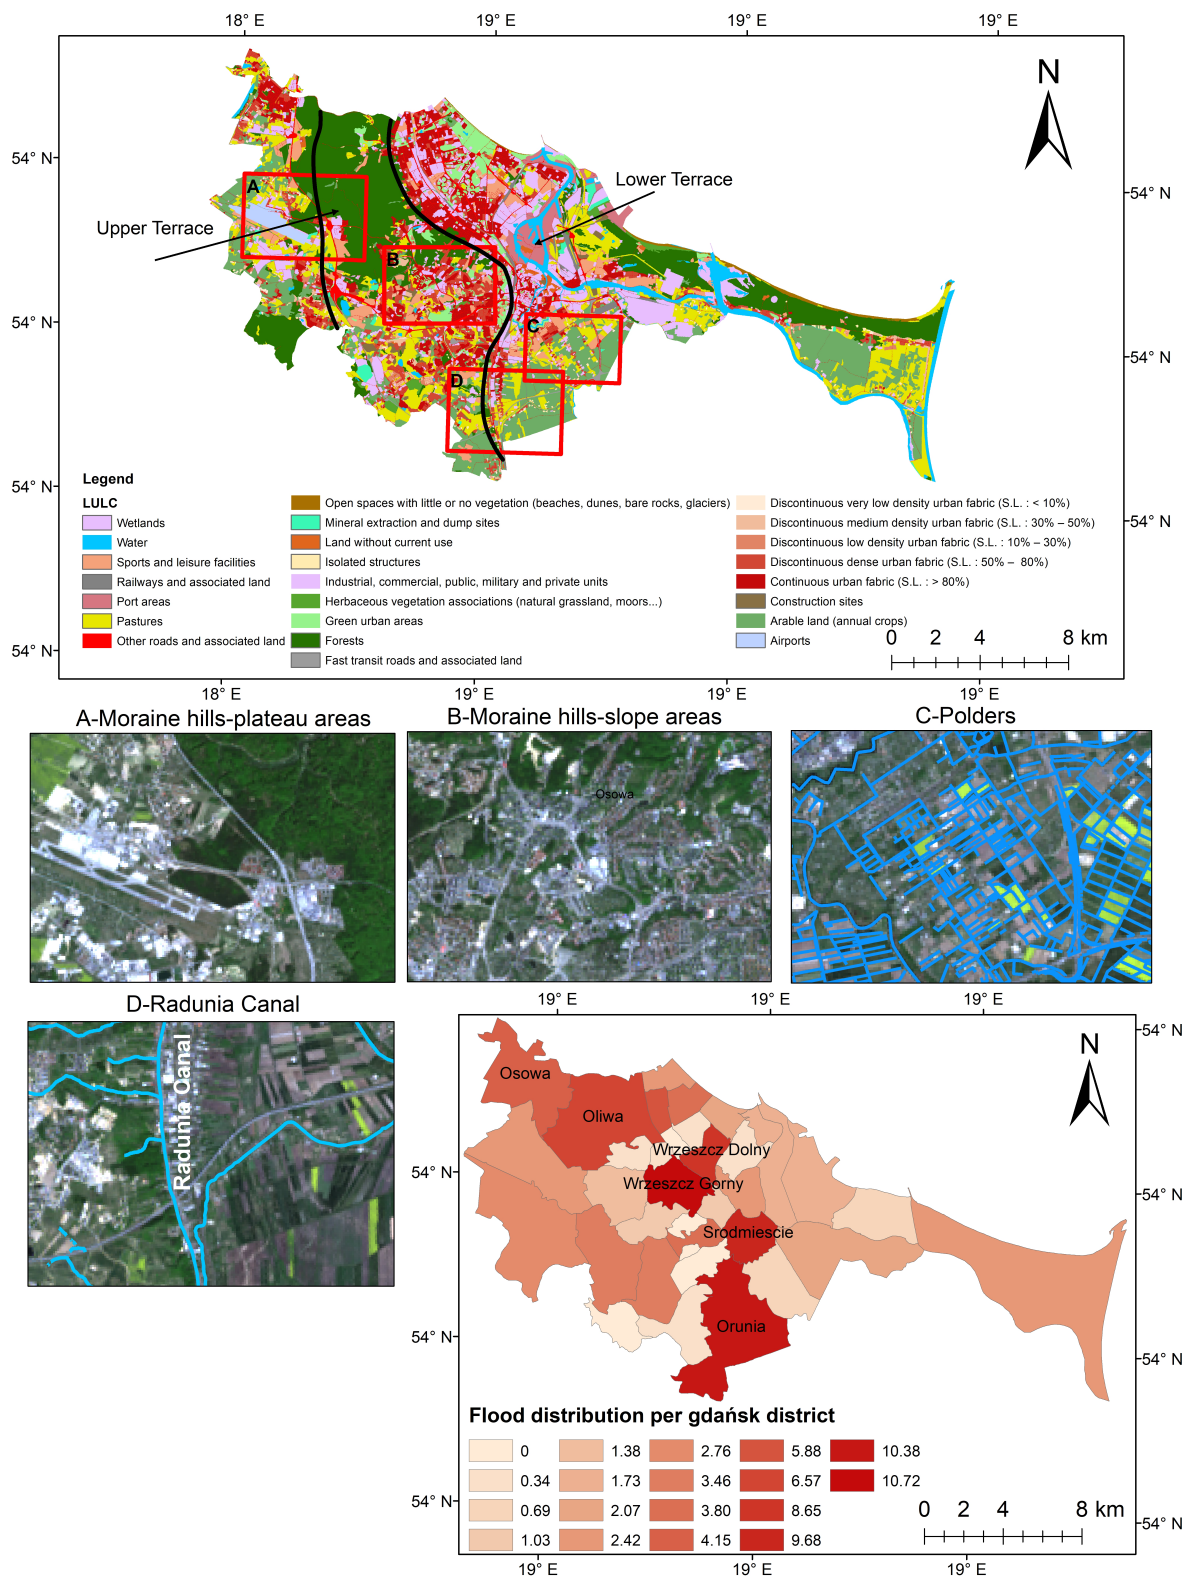 18° E 19° E 19° E 19° E
N
54° N
54° N
A
Lower Terrace
Upper Terrace
B
54° N
C
54° N
D
54° N
54° N
54° N
Legend
LULC
Wetlands
Water
Sports and leisure facilities
Railways and associated land
Port areas
Pastures
Other roads and associated land
Open spaces with little or no vegetation (beaches, dunes, bare rocks, glaciers)
Mineral extraction and dump sites
Land without current use
Isolated structures
Industrial, commercial, public, military and private units
Herbaceous vegetation associations (natural grassland, moors...)
Green urban areas
Forests
Fast transit roads and associated land
Discontinuous very low density urban fabric (S.L. : < 10%)
Discontinuous medium density urban fabric (S.L. : 30% – 50%)
Discontinuous low density urban fabric (S.L. : 10% – 30%)
Discontinuous dense urban fabric (S.L. : 50% – 80%)
Continuous urban fabric (S.L. : > 80%)
Construction sites
Arable land (annual crops)
Airports
0 2 4 8 km
18° E 19° E 19° E 19° E
A-Moraine hills-plateau areas
B-Moraine hills-slope areas
C-Polders
Osowa
D-Radunia Canal
Radunia Canal
19° E 19° E 19° E
54° N
N
Osowa
Oliwa
Wrzeszcz Dolny
54° N
Wrzeszcz Gorny
54° N
Srodmiescie
Orunia
54° N
54° N
Flood distribution per gdańsk district
0 1.38 2.76 5.88 10.38
0.34 1.73 3.46 6.57 10.72
0.69 2.07 3.80 8.65
1.03 2.42 4.15 9.68
54° N
0 2 4 8 km
54° N
19° E 19° E 19° E